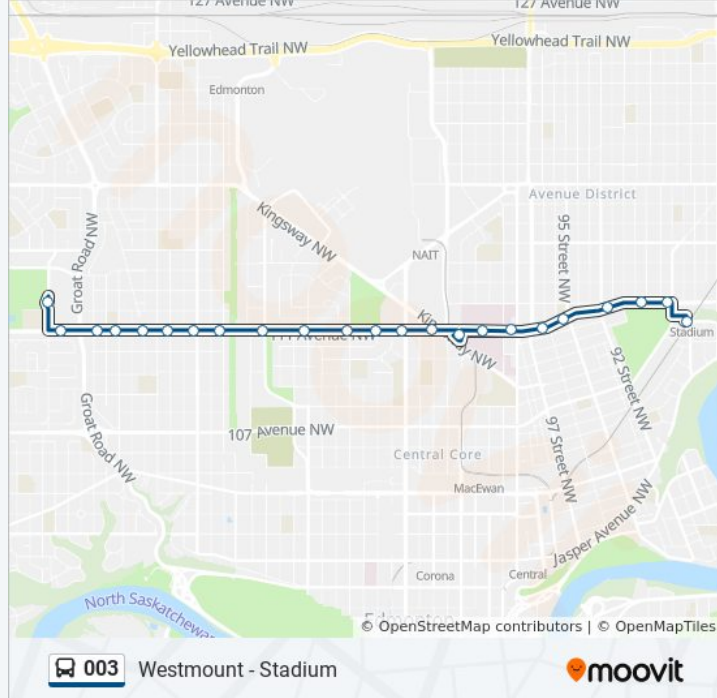 127 Avenue NW
127 Avenue NW
Yellowhead Trail NW
Yellowhead Trail NW
Edmonton
Avenue District
Kingsway NW
95 Street NW
Groat Road NW
NAIT
Kingsway NW
111 Avenue NW
Stadium
92 Street NW
Groat Road NW
107 Avenue NW
97 Street NW
Central Core
MacEwan
Jasper Avenue NW
Corona
Central
North Saskatchewa
Edmonton
© OpenStreetMap contributors | © OpenMapTiles
003 Westmount - Stadium
moovit